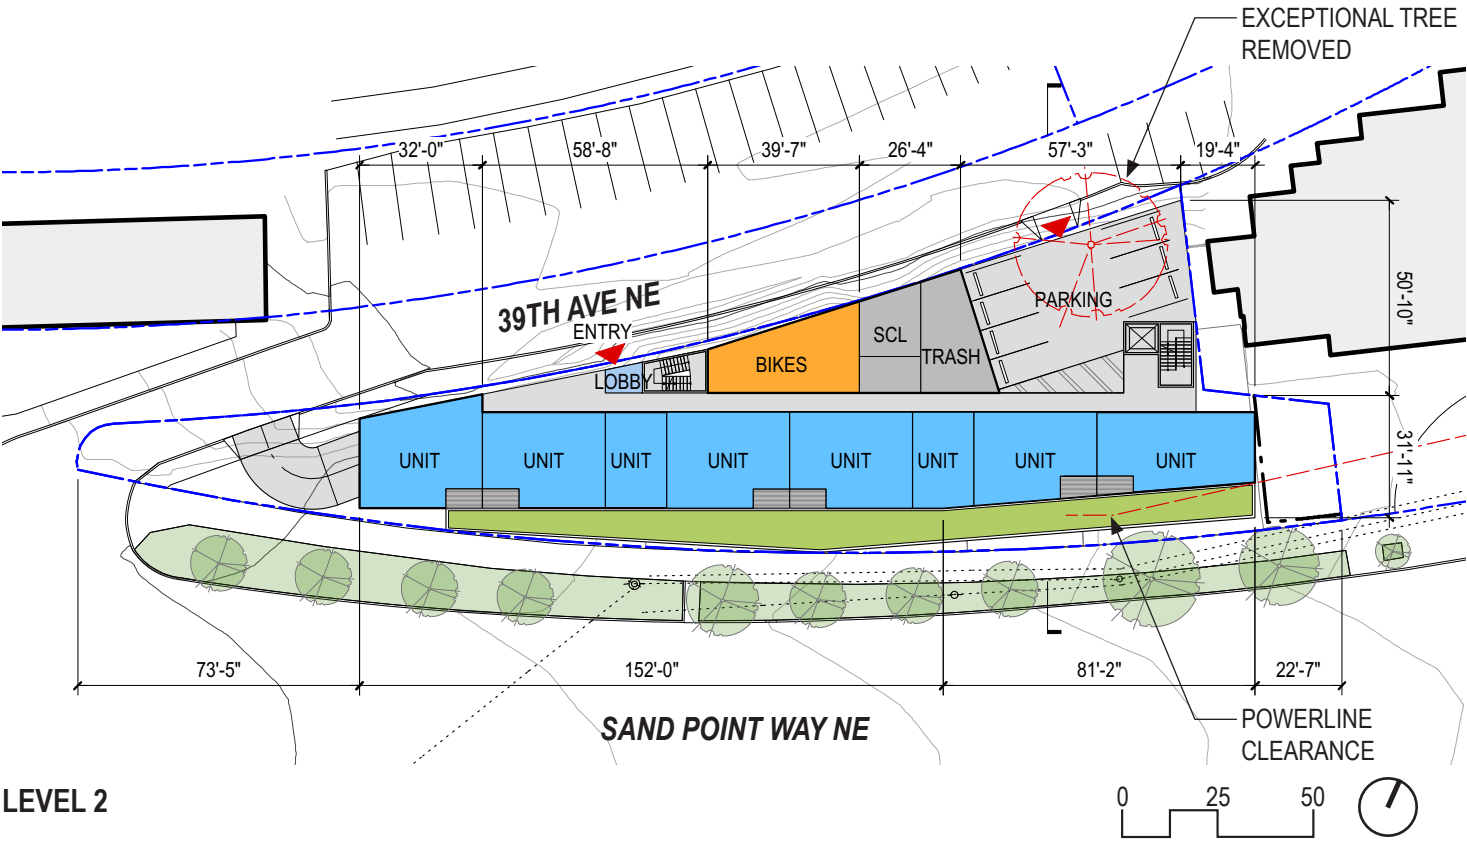 EXCEPTIONAL TREE
REMOVED
32'-0"
58'-8"
39'-7"
26'-4"
57'-3"
19'-4"
50'-10"
39TH AVE NE
ENTRY
PARKING
SCL
TRASH
BIKES
LOBBY
31'-11"
UNIT
UNIT
UNIT
UNIT
UNIT
UNIT
UNIT
UNIT
73'-5"
152'-0"
81'-2"
22'-7"
SAND POINT WAY NE
POWERLINE
CLEARANCE
LEVEL 2
0
25
50